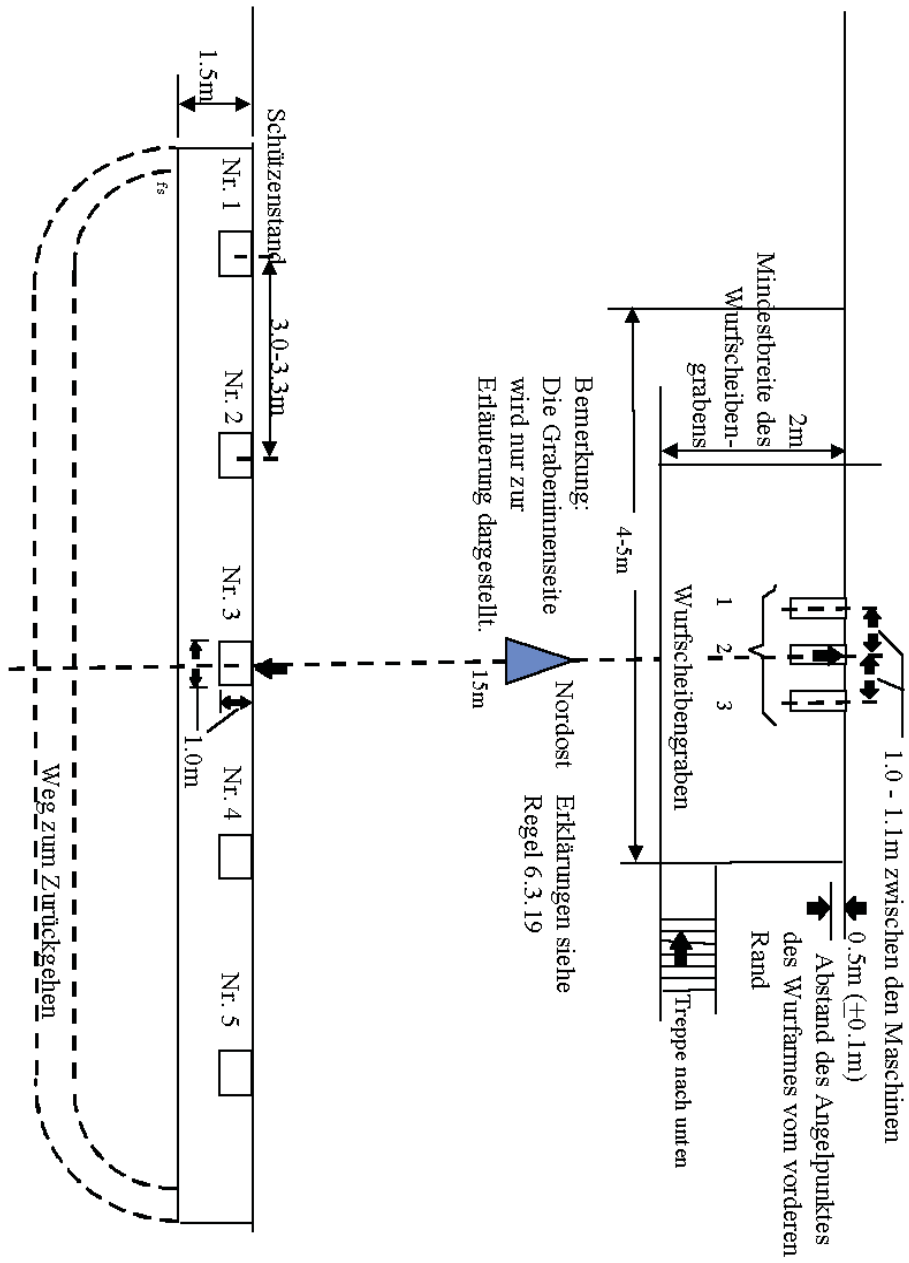 1.0 - 1.1m zwischen den Maschinen
0.5m (±0.1m)
Abstand des Angelpunktes
des Wurfarmes vom vorderen
Rand
2m
Mindestbreite des
Wurfscheiben-
grabens
1
2
3
Wurfscheibengraben
Treppe nach unten
4-5m
Nordost
Erklärungen siehe
Regel 6.3.19
Bemerkung:
Die Grabeninnenseite
wird nur zur
Erläuterung dargestellt.
15m
Schützenstand
3.0-3.3m
1.5m
Nr. 1
Nr. 2
Nr. 3
Nr. 4
Nr. 5
1.0m
fs
Weg zum Zurückgehen